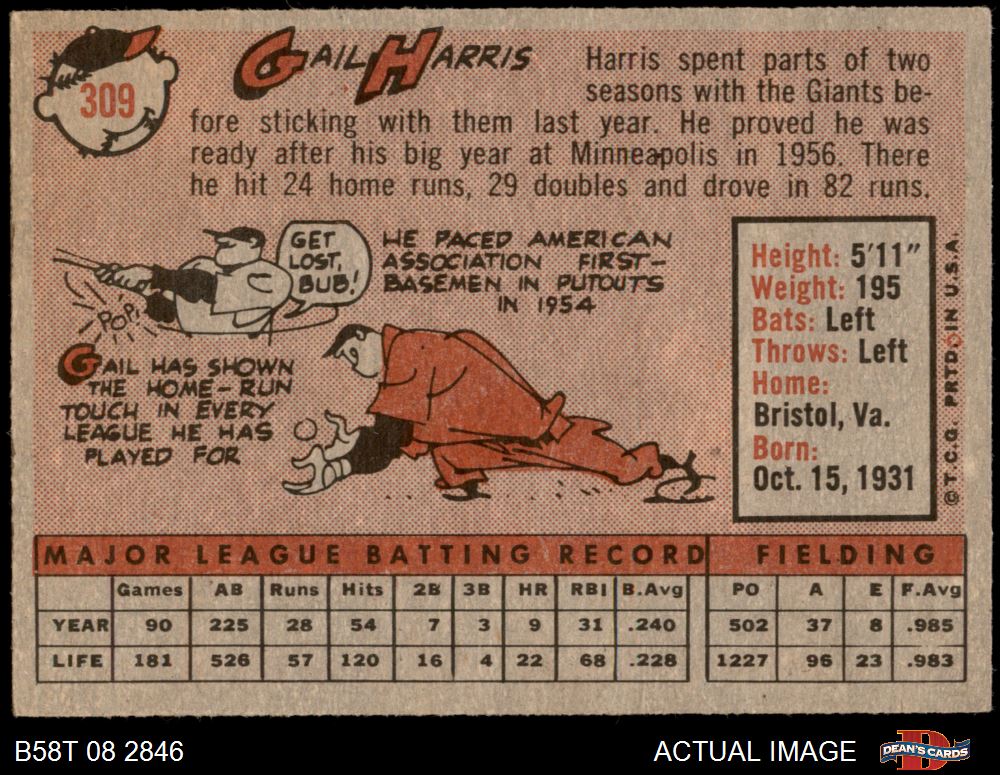 309
GAIL HARRIS
Harris spent parts of two
seasons with the Giants be-
fore sticking with them last year. He proved he was
ready after his big year at Minneapolis in 1956. There
he hit 24 home runs, 29 doubles and drove in 82 runs.
GET
LOST,
BUB!
POP!
HE PACED AMERICAN
ASSOCIATION FIRST-
BASEMEN IN PUTOUTS
IN 1954
GAIL HAS SHOWN
THE HOME-RUN
TOUCH IN EVERY
LEAGUE HE HAS
PLAYED FOR
Height: 5'11"
Weight: 195
Bats: Left
Throws: Left
Home:
Bristol, Va.
Born:
Oct. 15, 1931
© T.C.G. PRTD. IN U.S.A.
MAJOR LEAGUE BATTING RECORD FIELDING
Games AB Runs Hits 2B 3B HR RBI B.Avg PO A E F.Avg
YEAR 90 225 28 54 7 3 9 31 .240 502 37 8 .985
LIFE 181 526 57 120 16 4 22 68 .228 1227 96 23 .983
B58T 08 2846 ACTUAL IMAGE DEAN'S CARDS